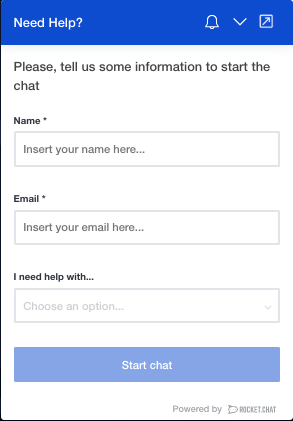 Need Help?
Please, tell us some information to start the
chat
Name *
Insert your name here...
Email *
Insert your email here...
I need help with...
Choose an option...
Start chat
Powered by ROCKET.CHAT